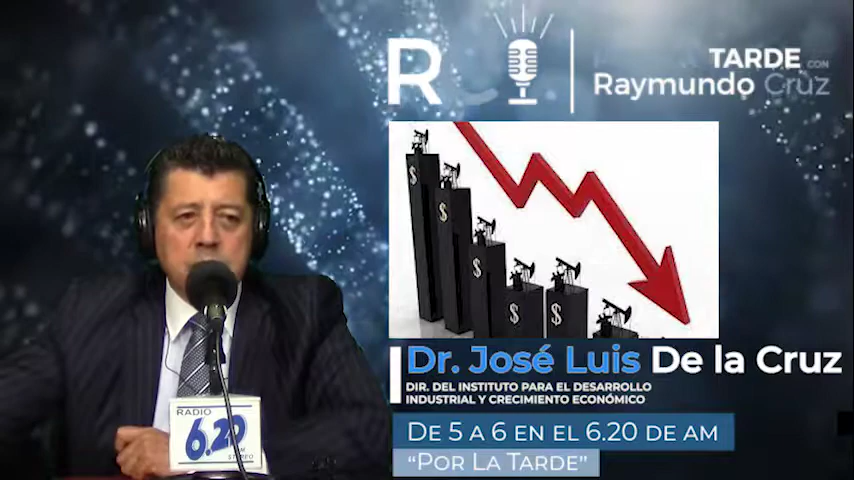 R
TARDE CON
Raymundo Cruz
$
$
$
$
$
Dr. José Luis De la Cruz
DIR. DEL INSTITUTO PARA EL DESARROLLO
INDUSTRIAL Y CRECIMIENTO ECONÓMICO
DE 5 A 6 EN EL 6.20 DE AM
“POR LA TARDE”
RADIO
6.20